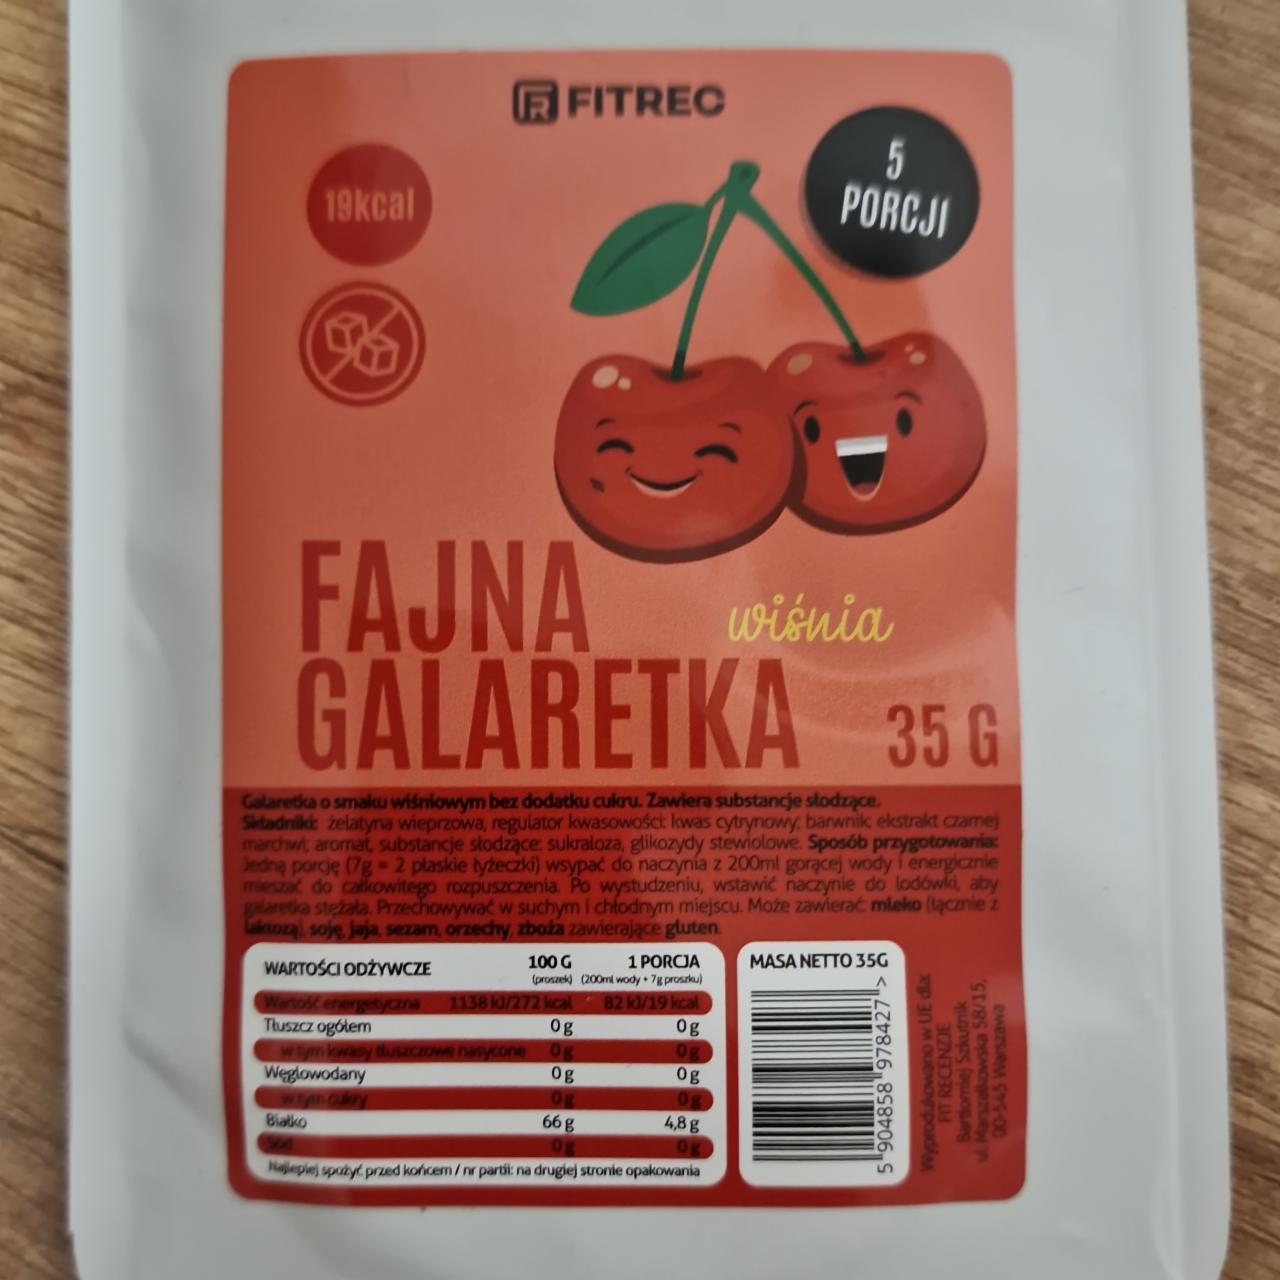 FR FITREC
19kcal
5
PORCJI
FAJNA
wiśnia
GALARETKA
35 G
Galaretka o smaku wiśniowym bez dodatku cukru. Zawiera substancje słodzące.
Składniki: żelatyna wieprzowa, regulator kwasowości: kwas cytrynowy, barwnik: ekstrakt czarnej
marchwi, aromat, substancje słodzące: sukraloza, glikozydy stewiolowe. Sposób przygotowania:
Jedną porcję (7g = 2 płaskie łyżeczki) wsypać do naczynia z 200ml gorącej wody i energicznie
mieszać do całkowitego rozpuszczenia. Po wystudzeniu, wstawić naczynie do lodówki, aby
galaretka stężała. Przechowywać w suchym i chłodnym miejscu. Może zawierać: mleko (łącznie z
laktozą), soję, jaja, sezam, orzechy, zboża zawierające gluten.
WARTOŚCI ODŻYWCZE 100 G 1 PORCJA
(proszek) (200ml wody + 7g proszku)
Wartość energetyczna 1138 kJ/272 kcal 82 kJ/19 kcal
Tłuszcz ogółem 0 g 0 g
w tym kwasy tłuszczowe nasycone 0 g 0 g
Węglowodany 0 g 0 g
w tym cukry 0 g 0 g
Białko 66 g 4,8 g
Sód 0 g 0 g
Najlepiej spożyć przed końcem / nr partii: na drugiej stronie opakowania
MASA NETTO 35G
5 904858 978427 >
Wyprodukowano w UE dla:
FIT RECENZJE
Bartłomiej Szkutnik
ul. Marszałkowska 58/15,
00-545 Warszawa